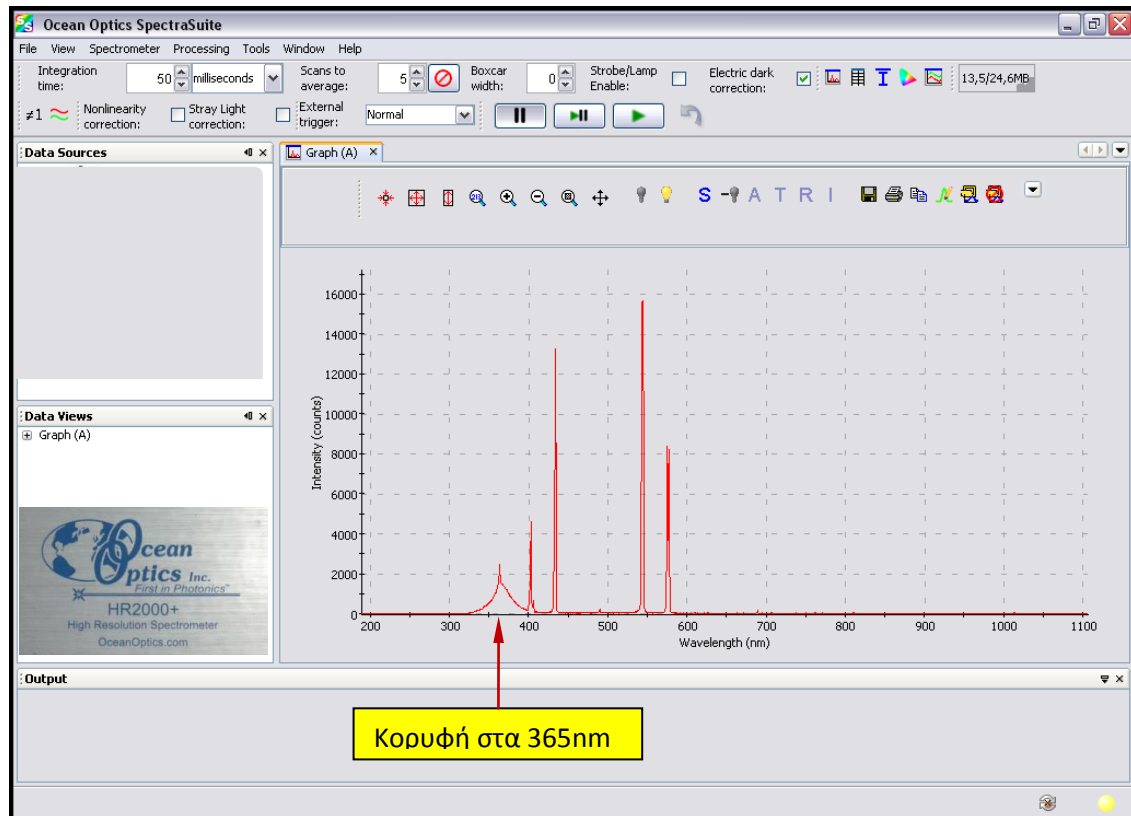 Ocean Optics SpectraSuite
File View Spectrometer Processing Tools Window Help
Integration time: 50 milliseconds Scans to average: 5 Boxcar width: 0 Strobe/Lamp Enable: Electric dark correction: 13,5/24,6MB
≠1 Nonlinearity correction: Stray Light correction: External trigger: Normal
Data Sources
Graph (A)
S A T R I
Data Views
Graph (A)
Ocean
Optics Inc.
First in Photonics™
HR2000+
High Resolution Spectrometer
OceanOptics.com
Intensity (counts)
16000
14000
12000
10000
8000
6000
4000
2000
0
200 300 400 500 600 700 800 900 1000 1100
Wavelength (nm)
Output
Κορυφή στα 365nm